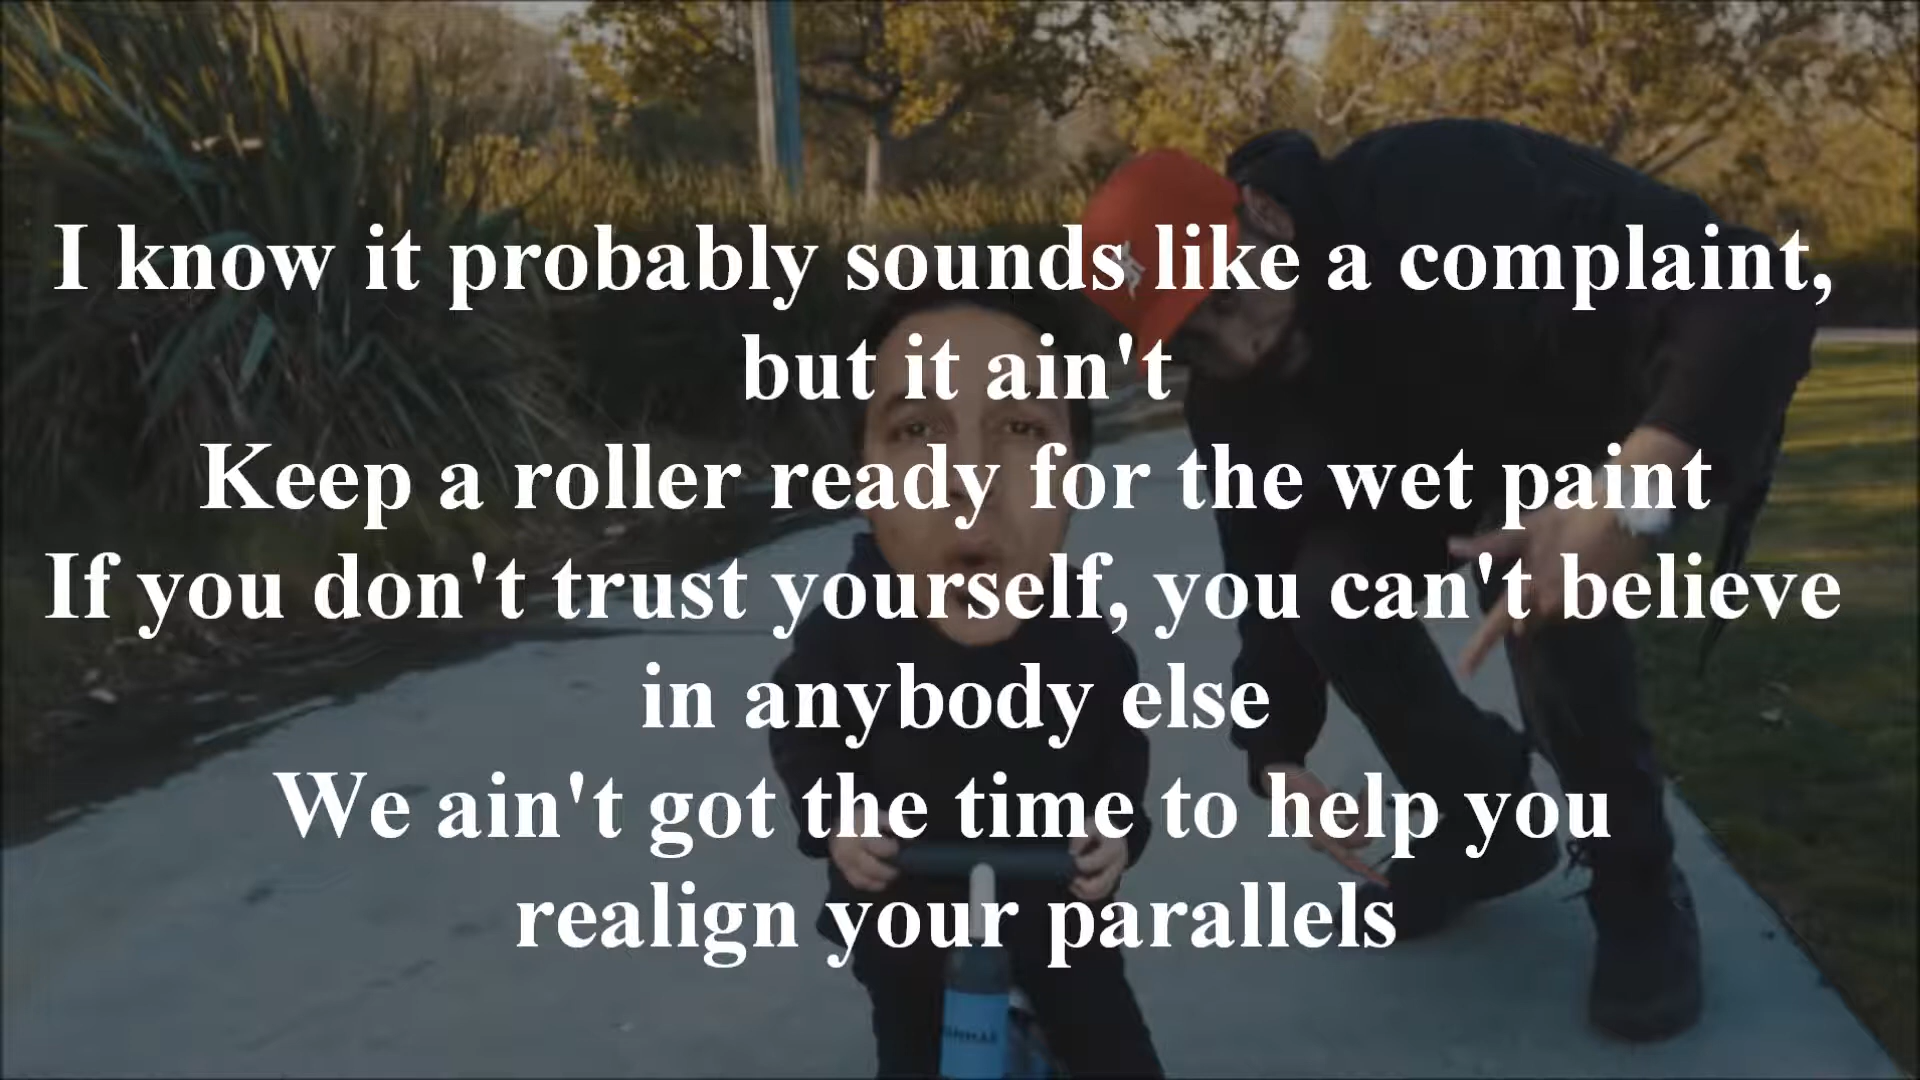 I know it probably sounds like a complaint,
but it ain't
Keep a roller ready for the wet paint
If you don't trust yourself, you can't believe
in anybody else
We ain't got the time to help you
realign your parallels